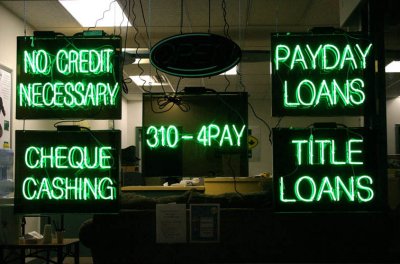 NO CREDIT
NECESSARY
PAYDAY
LOANS
310-4PAY
CHEQUE
CASHING
TITLE
LOANS